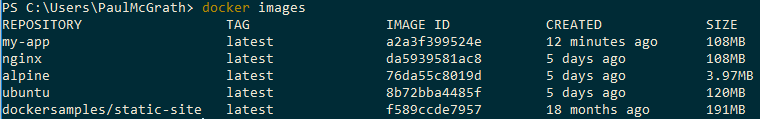 PS C:\Users\PaulMcGrath> docker images
REPOSITORY TAG IMAGE ID CREATED SIZE
my-app latest a2a3f399524e 12 minutes ago 108MB
nginx latest da5939581ac8 5 days ago 108MB
alpine latest 76da55c8019d 5 days ago 3.97MB
ubuntu latest 8b72bba4485f 5 days ago 120MB
dockersamples/static-site latest f589ccde7957 18 months ago 191MB